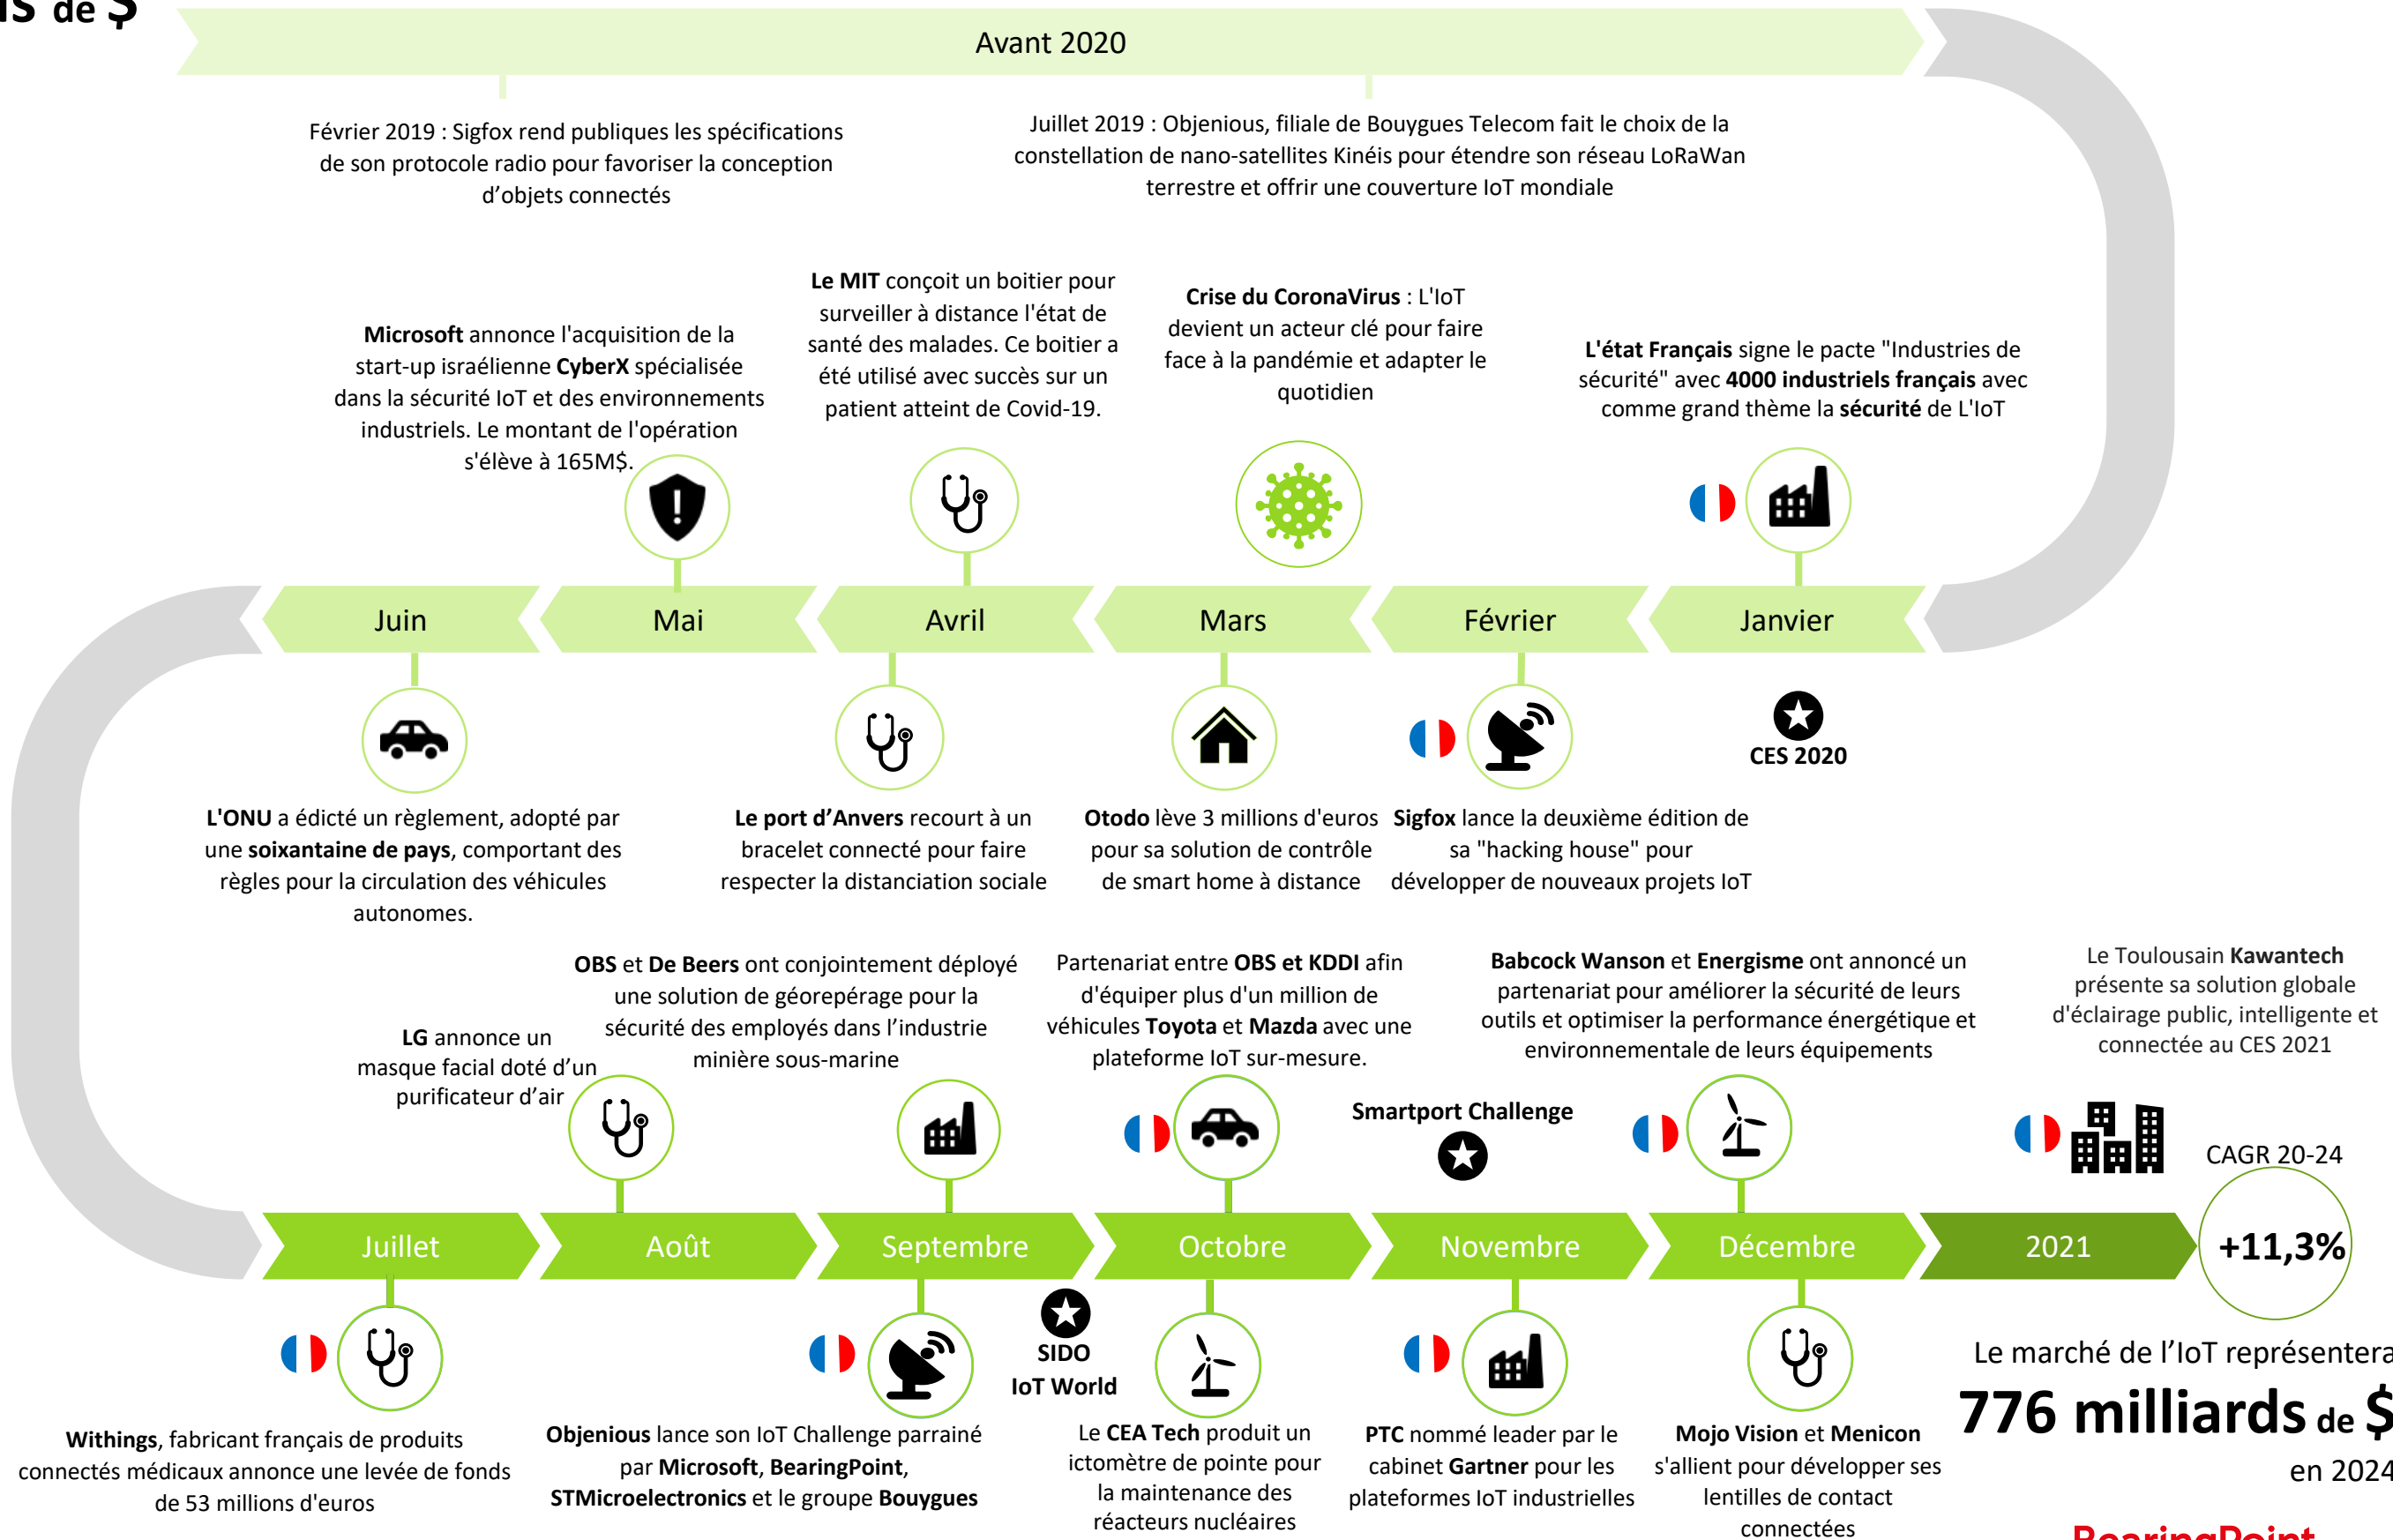 de $
Avant 2020
Février 2019 : Sigfox rend publiques les spécifications
de son protocole radio pour favoriser la conception
d’objets connectés
Juillet 2019 : Objenious, filiale de Bouygues Telecom fait le choix de la
constellation de nano-satellites Kinéis pour étendre son réseau LoRaWan
terrestre et offrir une couverture IoT mondiale
Microsoft annonce l'acquisition de la
start-up israélienne CyberX spécialisée
dans la sécurité IoT et des environnements
industriels. Le montant de l'opération
s'élève à 165M$.
Le MIT conçoit un boitier pour
surveiller à distance l'état de
santé des malades. Ce boitier a
été utilisé avec succès sur un
patient atteint de Covid-19.
Crise du CoronaVirus : L'IoT
devient un acteur clé pour faire
face à la pandémie et adapter le
quotidien
L'état Français signe le pacte "Industries de
sécurité" avec 4000 industriels français avec
comme grand thème la sécurité de L'IoT
Juin
Mai
Avril
Mars
Février
Janvier
CES 2020
L'ONU a édicté un règlement, adopté par
une soixantaine de pays, comportant des
règles pour la circulation des véhicules
autonomes.
Le port d’Anvers recourt à un
bracelet connecté pour faire
respecter la distanciation sociale
Otodo lève 3 millions d'euros
pour sa solution de contrôle
de smart home à distance
Sigfox lance la deuxième édition de
sa "hacking house" pour
développer de nouveaux projets IoT
LG annonce un
masque facial doté d’un
purificateur d’air
OBS et De Beers ont conjointement déployé
une solution de géorepérage pour la
sécurité des employés dans l’industrie
minière sous-marine
Partenariat entre OBS et KDDI afin
d'équiper plus d'un million de
véhicules Toyota et Mazda avec une
plateforme IoT sur-mesure.
Smartport Challenge
Babcock Wanson et Energisme ont annoncé un
partenariat pour améliorer la sécurité de leurs
outils et optimiser la performance énergétique et
environnementale de leurs équipements
Le Toulousain Kawantech
présente sa solution globale
d'éclairage public, intelligente et
connectée au CES 2021
CAGR 20-24
+11,3%
Juillet
Août
Septembre
Octobre
Novembre
Décembre
2021
SIDO
IoT World
Withings, fabricant français de produits
connectés médicaux annonce une levée de fonds
de 53 millions d'euros
Objenious lance son IoT Challenge parrainé
par Microsoft, BearingPoint,
STMicroelectronics et le groupe Bouygues
Le CEA Tech produit un
ictomètre de pointe pour
la maintenance des
réacteurs nucléaires
PTC nommé leader par le
cabinet Gartner pour les
plateformes IoT industrielles
Mojo Vision et Menicon
s'allient pour développer ses
lentilles de contact
connectées
Le marché de l’IoT représentera
776 milliards de $
en 2024
BearingPoint